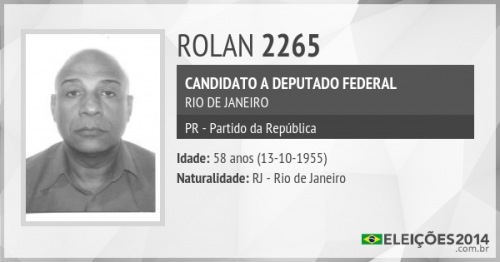 ROLAN 2265
CANDIDATO A DEPUTADO FEDERAL
RIO DE JANEIRO
PR - Partido da República
Idade: 58 anos (13-10-1955)
Naturalidade: RJ - Rio de Janeiro
ELEIÇÕES2014
.com.br